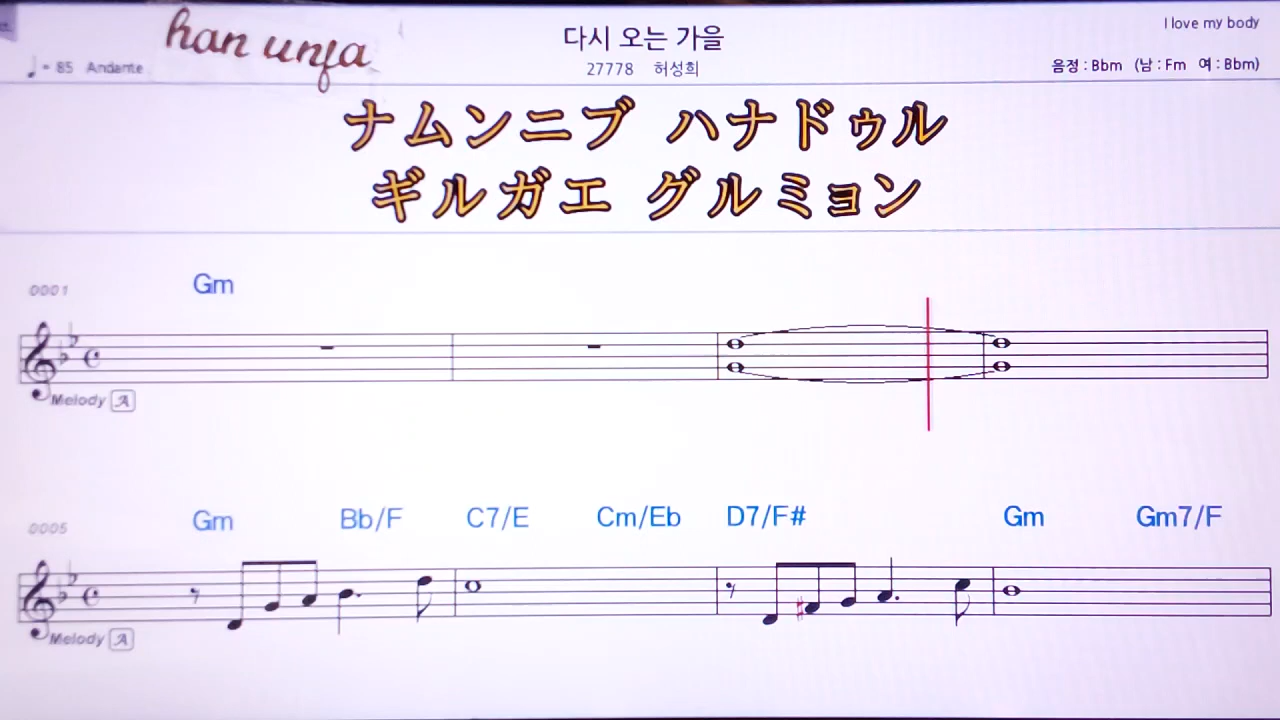 han unfa
다시 오는 가을
I love my body
♩= 85 Andante
27778 허성희
음정 : Bbm (남 : Fm 여 : Bbm)
ナムンニブ ハナドゥル
ギルガエ グルミョン
0001 Gm
Melody A
0005 Gm Bb/F C7/E Cm/Eb D7/F# Gm Gm7/F
Melody A